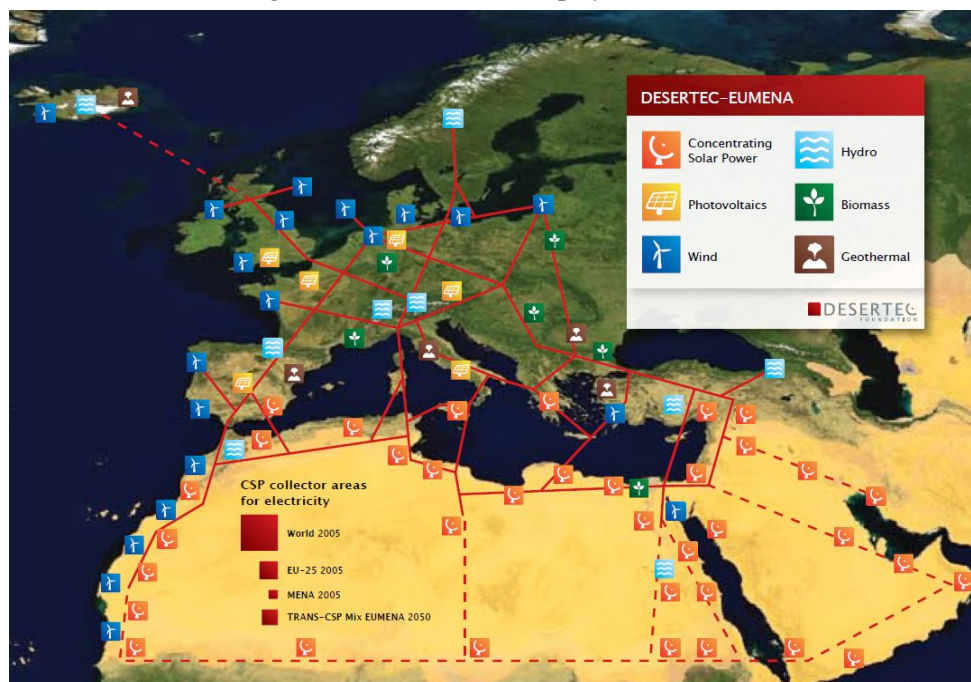 DESERTEC–EUMENA
Concentrating
Solar Power
Hydro
Photovoltaics
Biomass
Wind
Geothermal
DESERTEC
FOUNDATION
CSP collector areas
for electricity
World 2005
EU-25 2005
MENA 2005
TRANS-CSP Mix EUMENA 2050